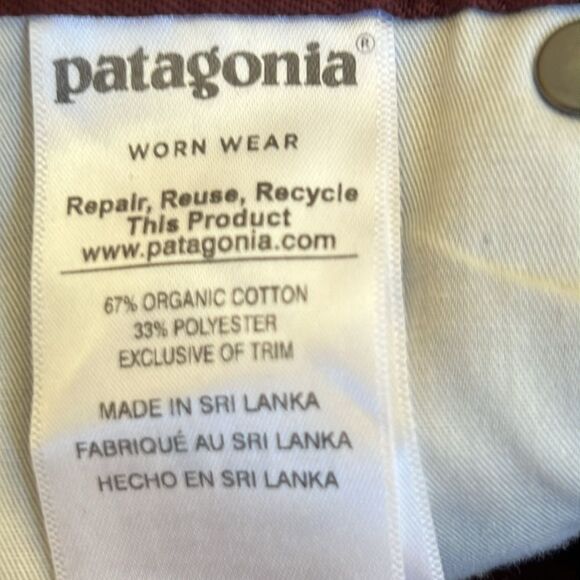 patagonia®
WORN WEAR
Repair, Reuse, Recycle
This Product
www.patagonia.com
67% ORGANIC COTTON
33% POLYESTER
EXCLUSIVE OF TRIM
MADE IN SRI LANKA
FABRIQUÉ AU SRI LANKA
HECHO EN SRI LANKA